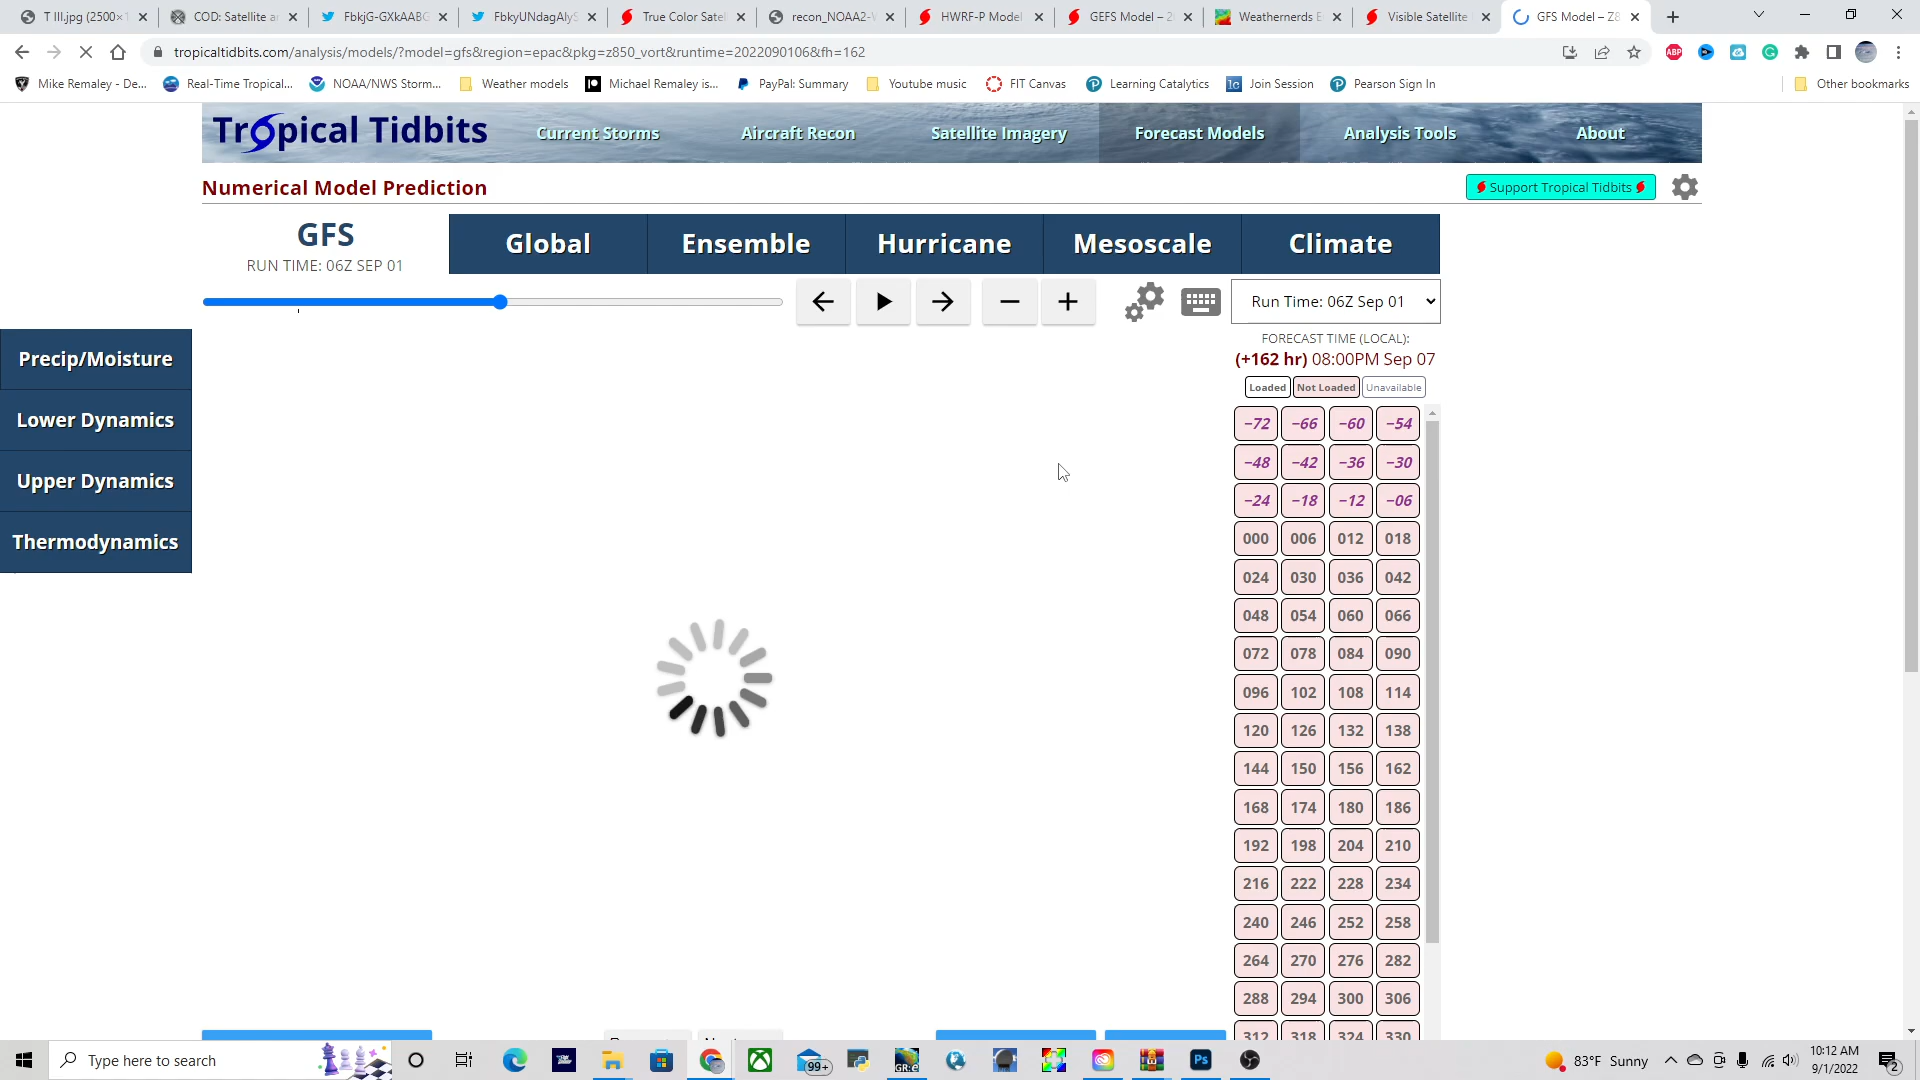 T III.jpg (2500×1
COD: Satellite a
FbkjG-GXkAABG
FbkyUNdagAlyS
True Color Satel
recon_NOAA2-V
HWRF-P Model
GEFS Model – 2
Weathernerds E
Visible Satellite
GFS Model – Z8
tropicaltidbits.com/analysis/models/?model=gfs&region=epac&pkg=z850_vort&runtime=2022090106&fh=162
ABP
Mike Remaley - De...
Real-Time Tropical...
NOAA/NWS Storm...
Weather models
Michael Remaley is...
PayPal: Summary
Youtube music
FIT Canvas
Learning Catalytics
lc
Join Session
Pearson Sign In
Other bookmarks
Tropical Tidbits
Current Storms
Aircraft Recon
Satellite Imagery
Forecast Models
Analysis Tools
About
Numerical Model Prediction
Support Tropical Tidbits
GFS
RUN TIME: 06Z SEP 01
Global
Ensemble
Hurricane
Mesoscale
Climate
Run Time: 06Z Sep 01
FORECAST TIME (LOCAL):
(+162 hr) 08:00PM Sep 07
Loaded Not Loaded Unavailable
Precip/Moisture
Lower Dynamics
Upper Dynamics
Thermodynamics
−72 −66 −60 −54
−48 −42 −36 −30
−24 −18 −12 −06
000 006 012 018
024 030 036 042
048 054 060 066
072 078 084 090
096 102 108 114
120 126 132 138
144 150 156 162
168 174 180 186
192 198 204 210
216 222 228 234
240 246 252 258
264 270 276 282
288 294 300 306
312 318 324 330
Type here to search
99+
GR2
Ps
83°F Sunny
10:12 AM
9/1/2022
2